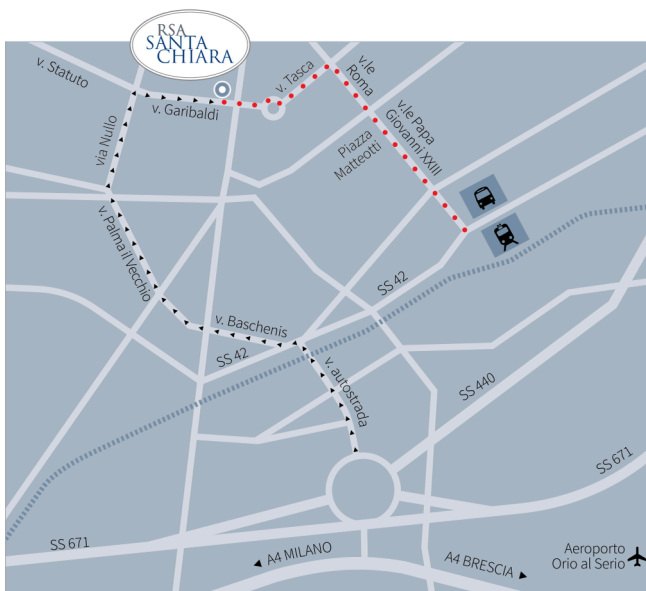 RSA
SANTA
CHIARA
v. Statuto
v. Garibaldi
v. Tasca
v.le
Roma
v.le Papa
Giovanni XXIII
Piazza
Matteotti
via Nullo
v. Palma il Vecchio
v. Baschenis
SS 42
SS 42
v. autostrada
SS 440
SS 671
SS 671
A4 MILANO
A4 BRESCIA
Aeroporto
Orio al Serio